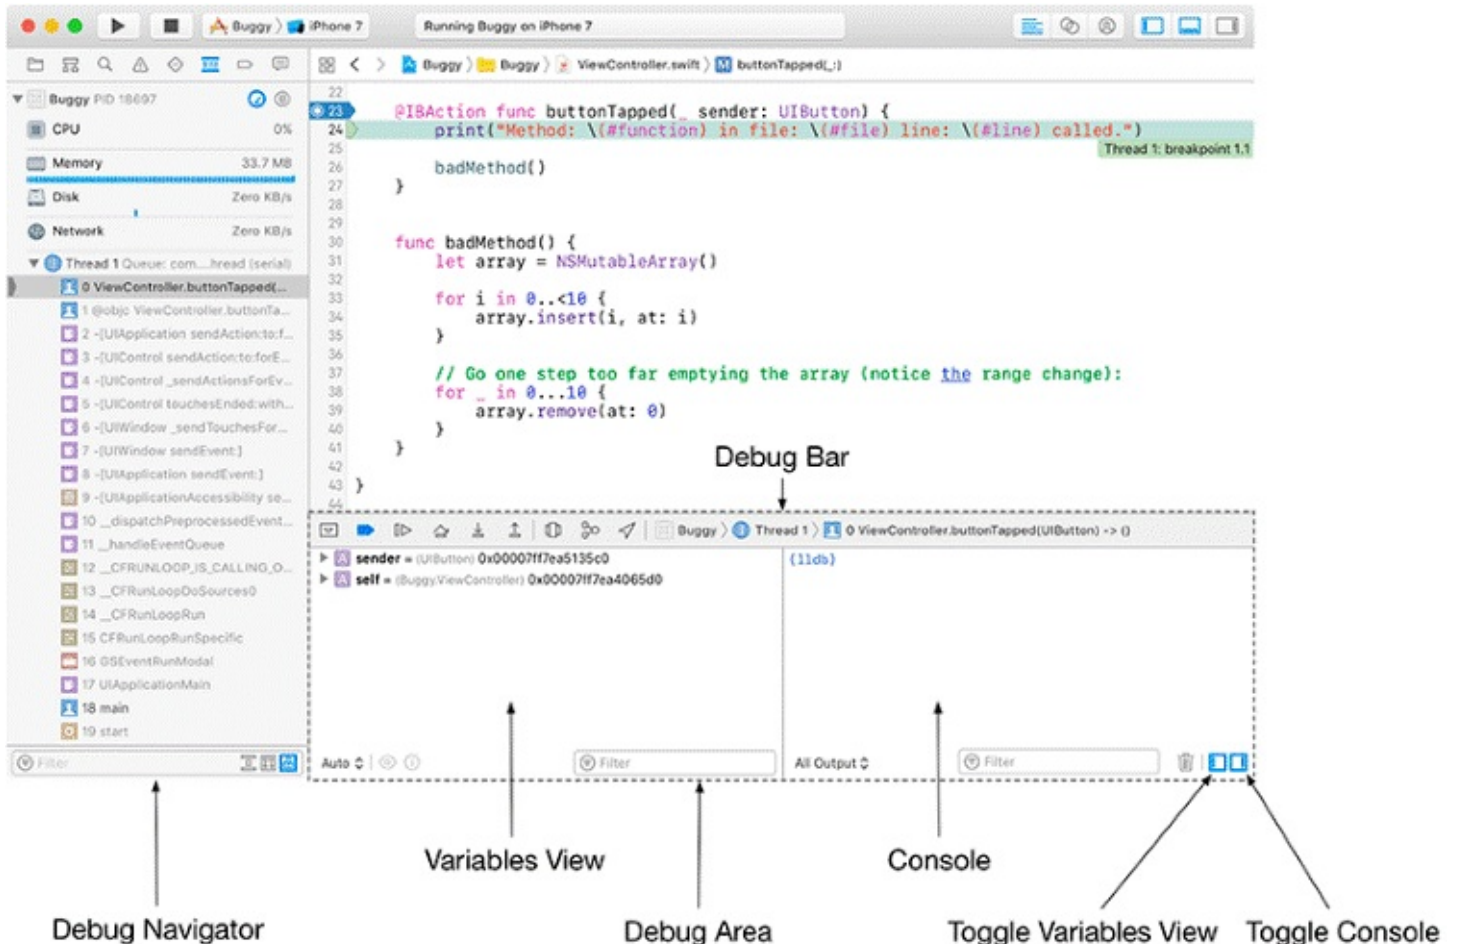 Buggy 〉 iPhone 7
Running Buggy on iPhone 7
Buggy PID 18697
CPU 0%
Memory 33.7 MB
Disk Zero KB/s
Network Zero KB/s
Thread 1 Queue: com....hread (serial)
0 ViewController.buttonTapped(...
1 @objc ViewController.buttonTa...
2 -[UIApplication sendAction:to:f...
3 -[UIControl sendAction:to:forE...
4 -[UIControl _sendActionsForEv...
5 -[UIControl touchesEnded:with...
6 -[UIWindow _sendTouchesFor...
7 -[UIWindow sendEvent:]
8 -[UIApplication sendEvent:]
9 -[UIApplicationAccessibility se...
10 __dispatchPreprocessedEvent...
11 __handleEventQueue
12 __CFRUNLOOP_IS_CALLING_O...
13 __CFRunLoopDoSources0
14 __CFRunLoopRun
15 CFRunLoopRunSpecific
16 GSEventRunModal
17 UIApplicationMain
18 main
19 start
Filter
Buggy 〉 Buggy 〉 ViewController.swift 〉 M buttonTapped(_:)
22
23 @IBAction func buttonTapped(_ sender: UIButton) {
24 print("Method: \(#function) in file: \(#file) line: \(#line) called.")
25
Thread 1: breakpoint 1.1
26 badMethod()
27 }
28
29
30 func badMethod() {
31 let array = NSMutableArray()
32
33 for i in 0..<10 {
34 array.insert(i, at: i)
35 }
36
37 // Go one step too far emptying the array (notice the range change):
38 for _ in 0...10 {
39 array.remove(at: 0)
40 }
41 }
42
43 }
44
Debug Bar
Buggy 〉 Thread 1 〉 0 ViewController.buttonTapped(UIButton) -> ()
A sender = (UIButton) 0x00007ff7ea5135c0
A self = (Buggy.ViewController) 0x00007ff7ea4065d0
(lldb)
Auto
Filter
All Output
Filter
Variables View
Console
Debug Navigator
Debug Area
Toggle Variables View
Toggle Console